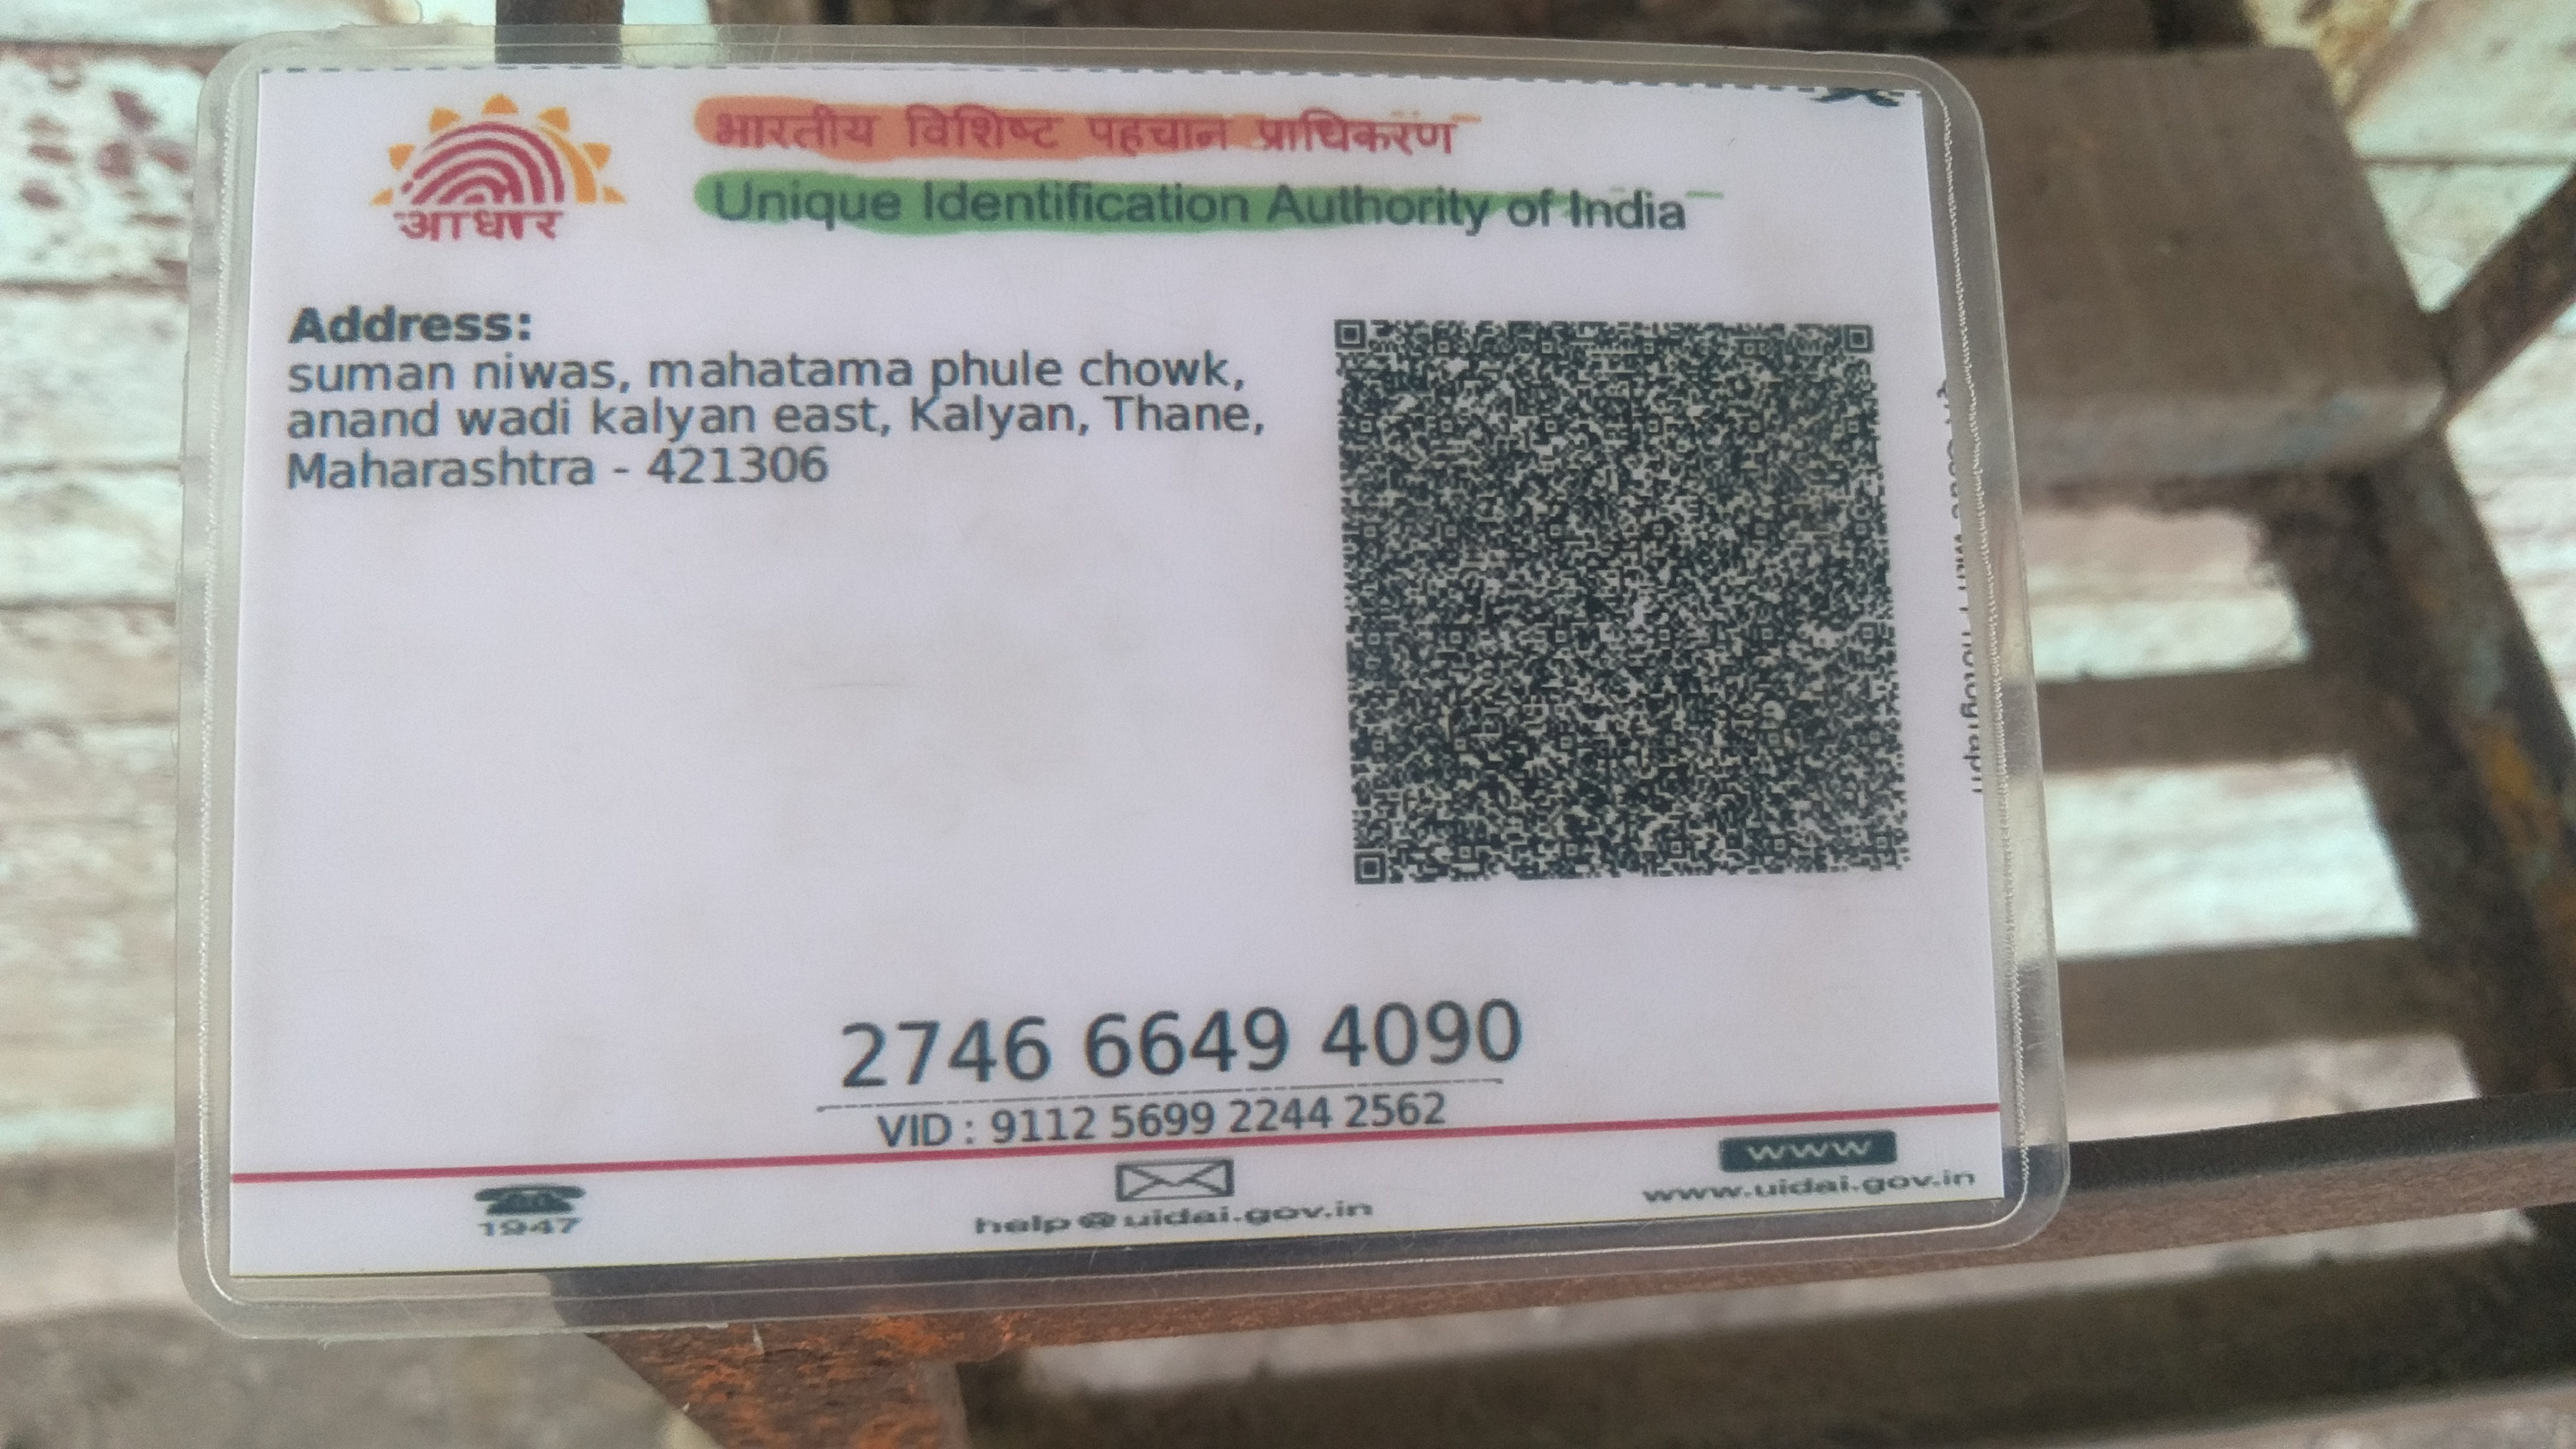 आधार
भारतीय विशिष्ट पहचान प्राधिकरण
Unique Identification Authority of India
Address:
suman niwas, mahatama phule chowk,
anand wadi kalyan east, Kalyan, Thane,
Maharashtra - 421306
2746 6649 4090
VID : 9112 5699 2244 2562
1947
help@uidai.gov.in
WWW
www.uidai.gov.in